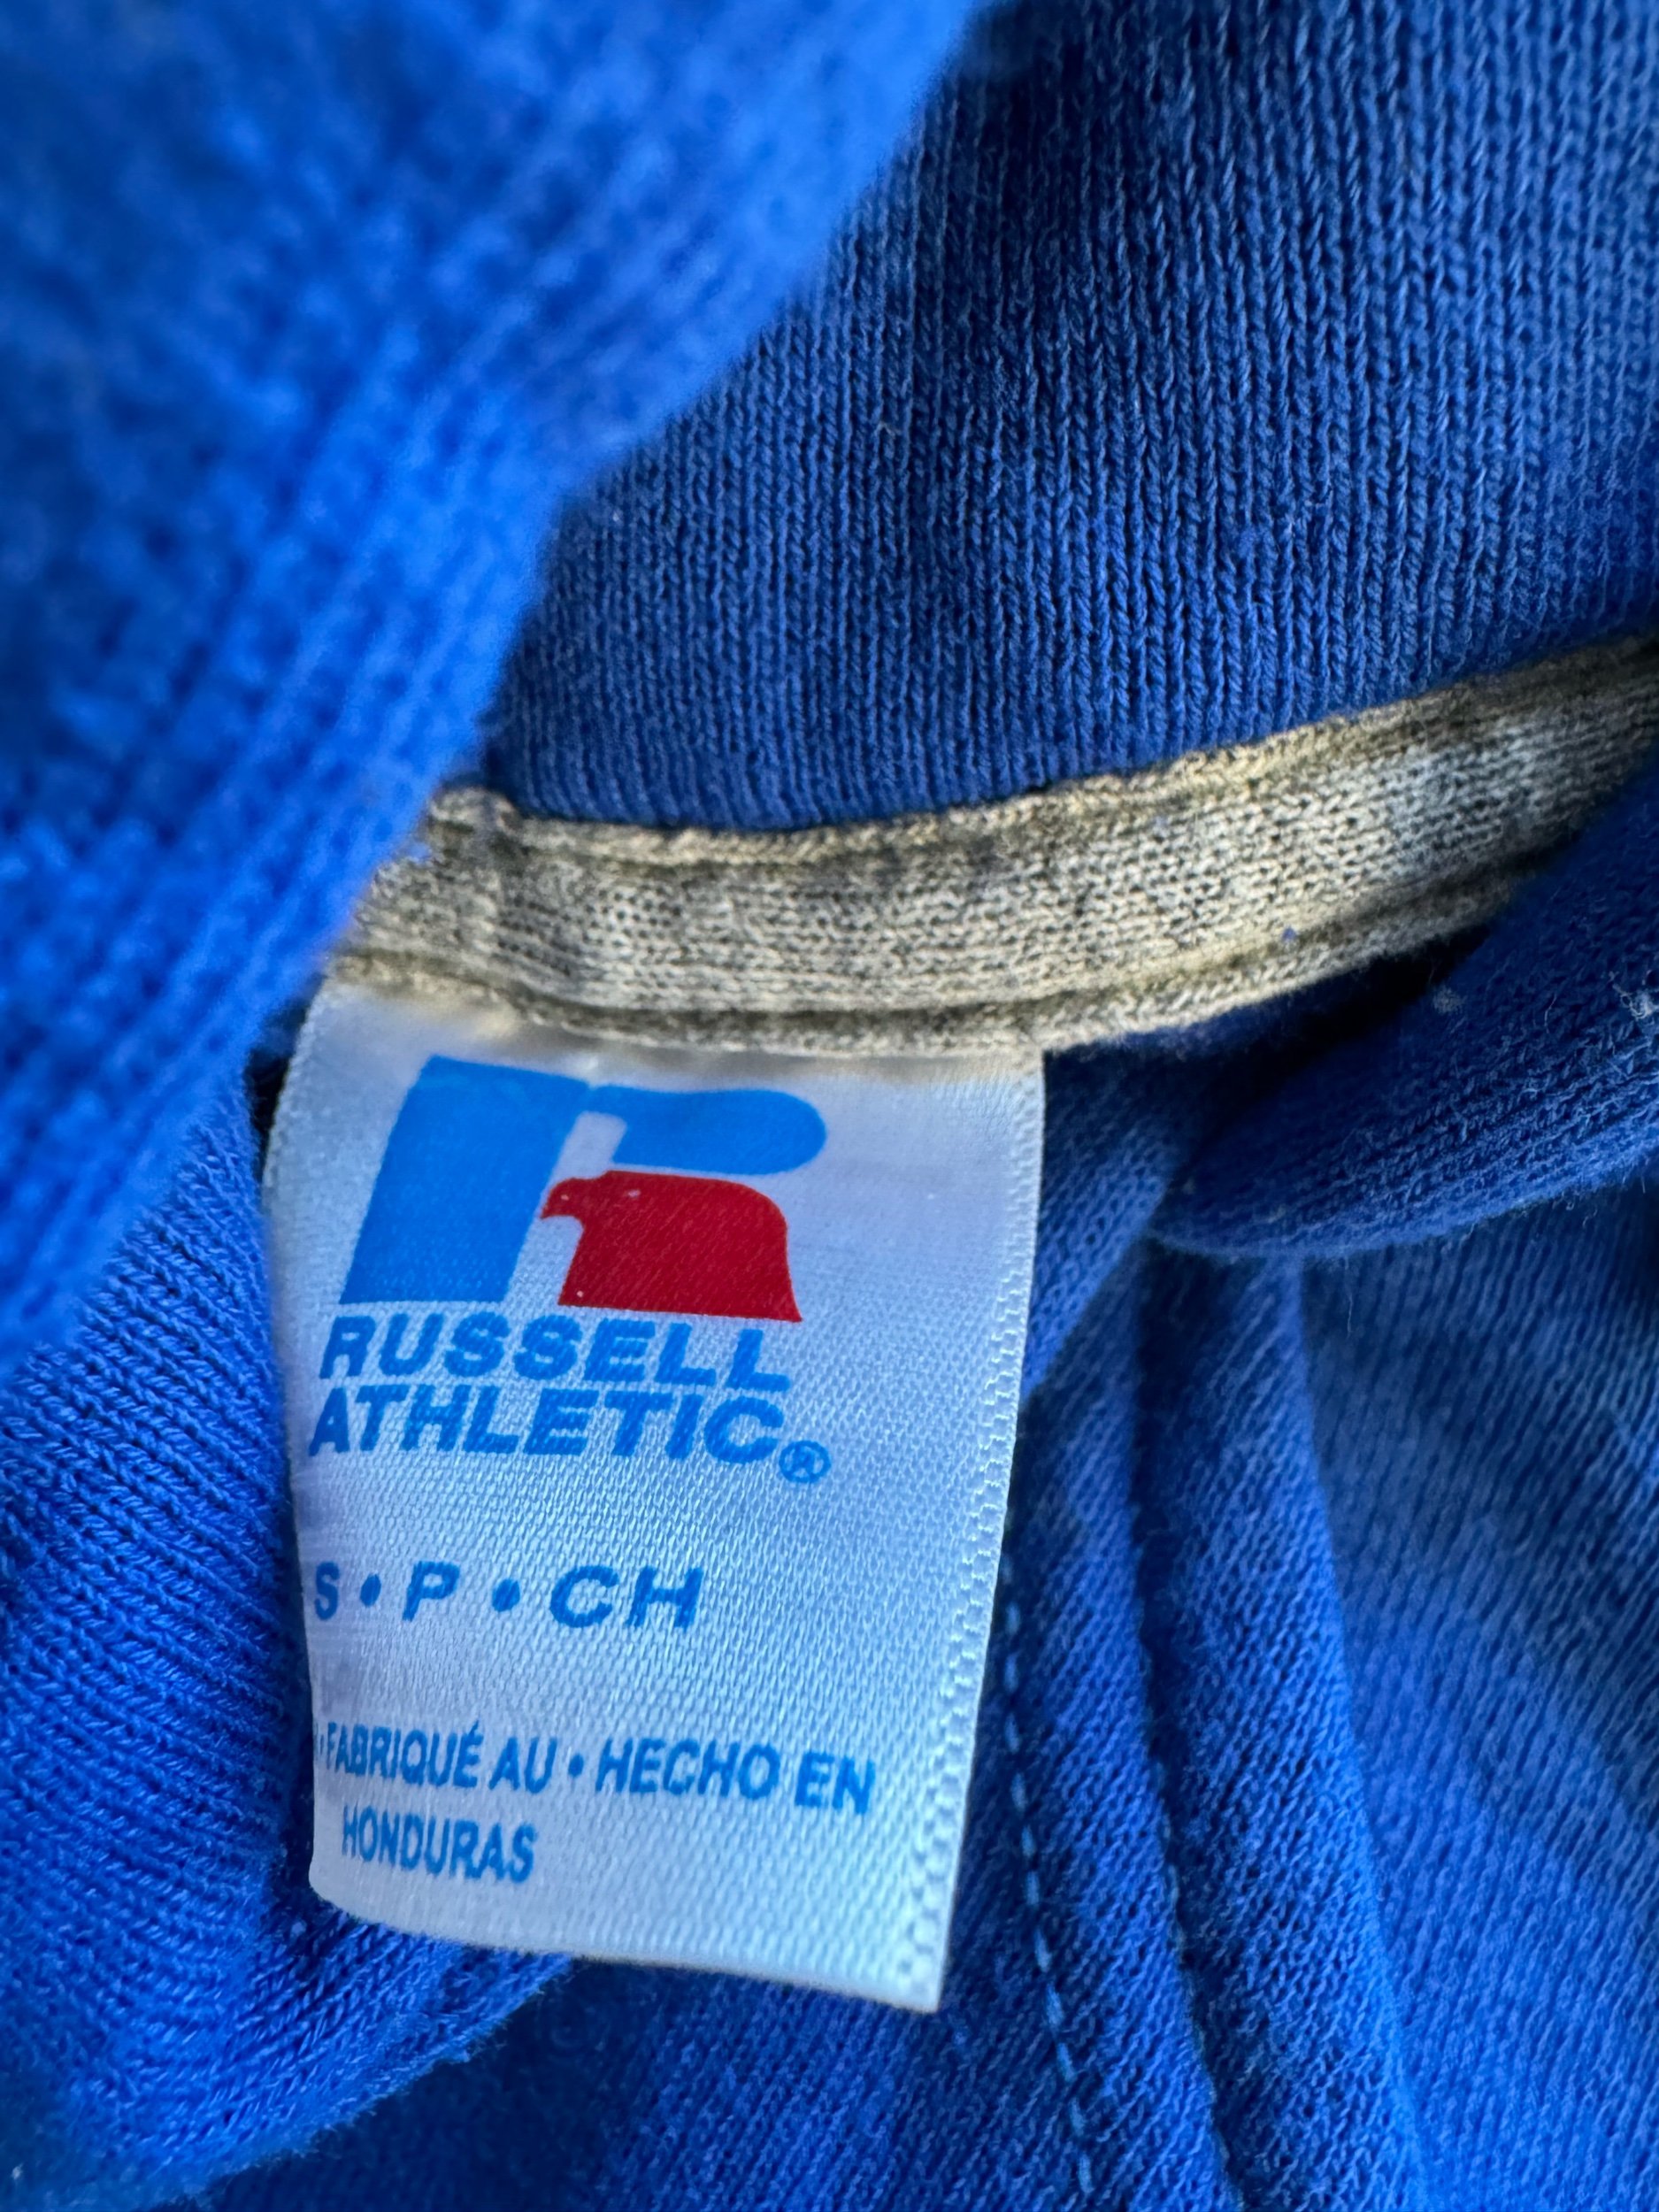 RUSSELL
ATHLETIC®
S • P • CH
• FABRIQUÉ AU • HECHO EN
HONDURAS